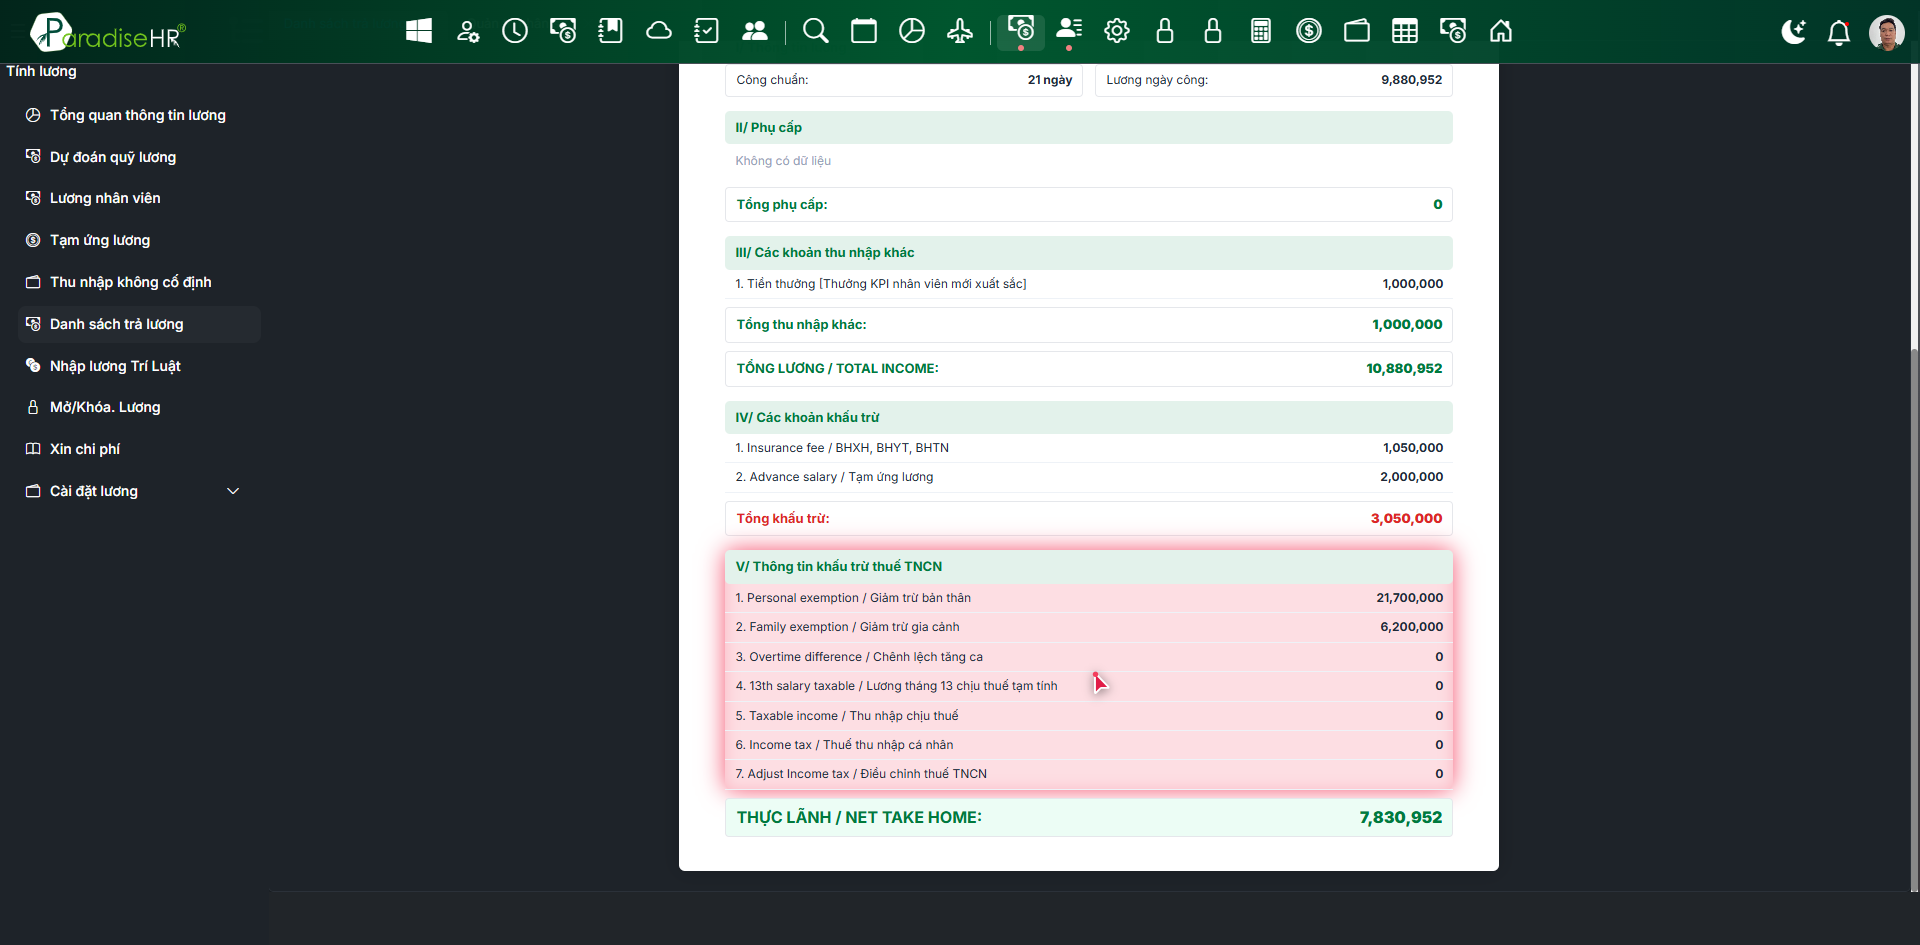 ParadiseHR®
Tính lương
Tổng quan thông tin lương
Dự đoán quỹ lương
Lương nhân viên
Tạm ứng lương
Thu nhập không cố định
Danh sách trả lương
Nhập lương Trí Luật
Mở/Khóa. Lương
Xin chi phí
Cài đặt lương
Công chuẩn: 21 ngày
Lương ngày công: 9,880,952
II/ Phụ cấp
Không có dữ liệu
Tổng phụ cấp: 0
III/ Các khoản thu nhập khác
1. Tiền thưởng [Thưởng KPI nhân viên mới xuất sắc] 1,000,000
Tổng thu nhập khác: 1,000,000
TỔNG LƯƠNG / TOTAL INCOME: 10,880,952
IV/ Các khoản khấu trừ
1. Insurance fee / BHXH, BHYT, BHTN 1,050,000
2. Advance salary / Tạm ứng lương 2,000,000
Tổng khấu trừ: 3,050,000
V/ Thông tin khấu trừ thuế TNCN
1. Personal exemption / Giảm trừ bản thân 21,700,000
2. Family exemption / Giảm trừ gia cảnh 6,200,000
3. Overtime difference / Chênh lệch tăng ca 0
4. 13th salary taxable / Lương tháng 13 chịu thuế tạm tính 0
5. Taxable income / Thu nhập chịu thuế 0
6. Income tax / Thuế thu nhập cá nhân 0
7. Adjust Income tax / Điều chỉnh thuế TNCN 0
THỰC LÃNH / NET TAKE HOME: 7,830,952